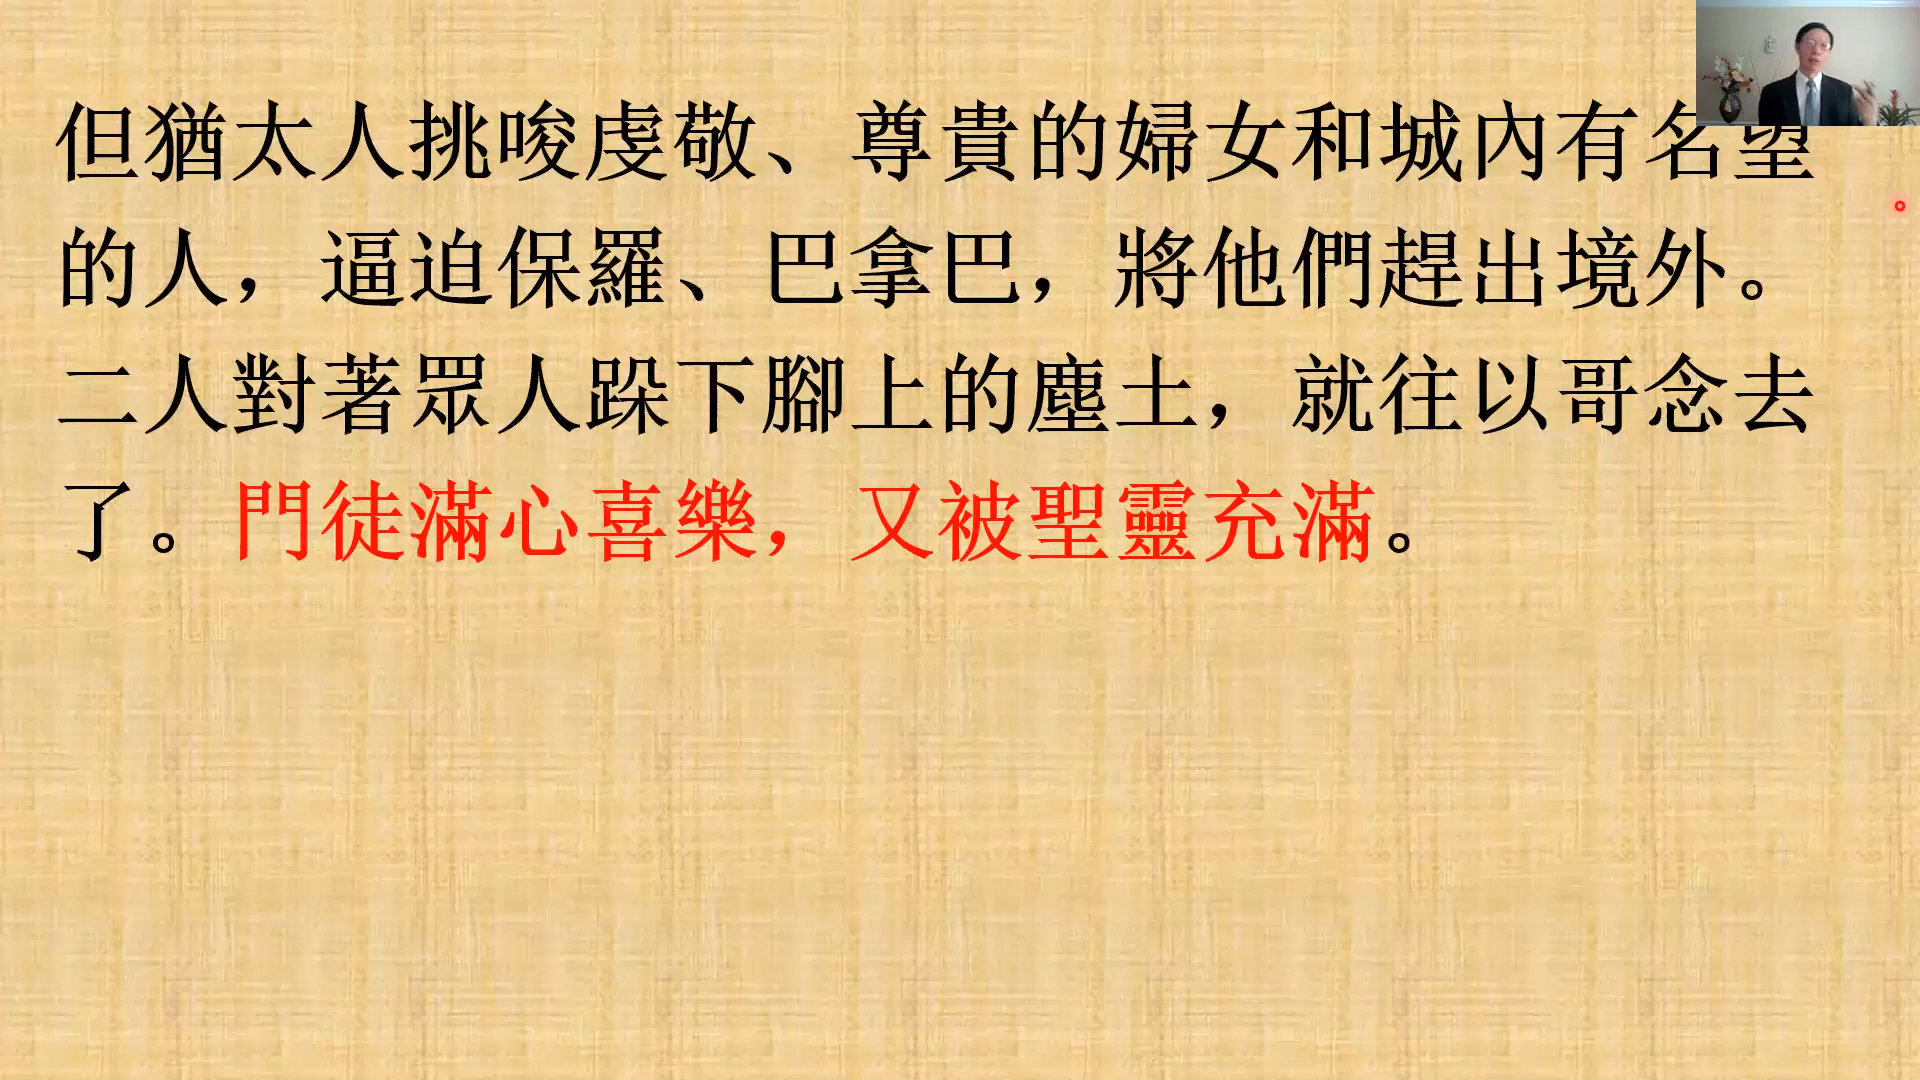 但猶太人挑唆虔敬、尊貴的婦女和城內有名望
的人，逼迫保羅、巴拿巴，將他們趕出境外。
二人對著眾人跺下腳上的塵土，就往以哥念去
了。門徒滿心喜樂，又被聖靈充滿。